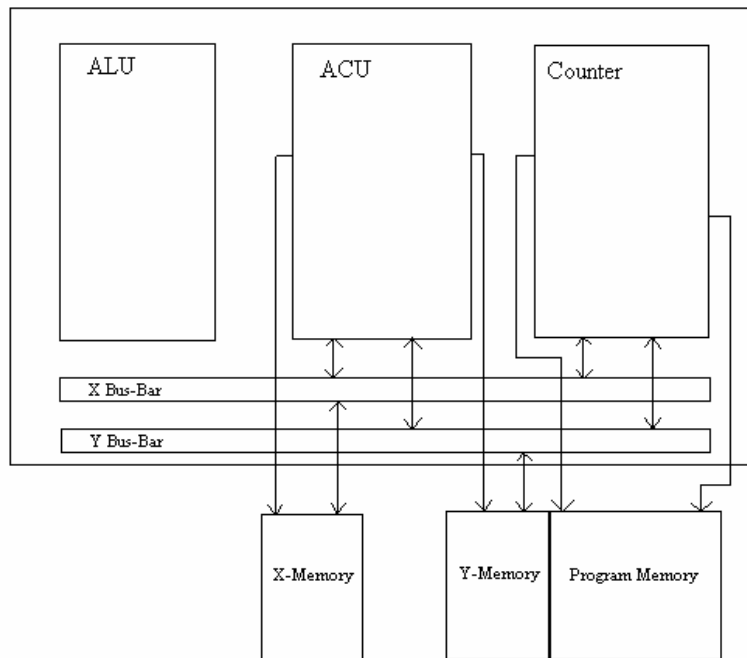 ALU
ACU
Counter
X Bus-Bar
Y Bus-Bar
X-Memory
Y-Memory
Program Memory